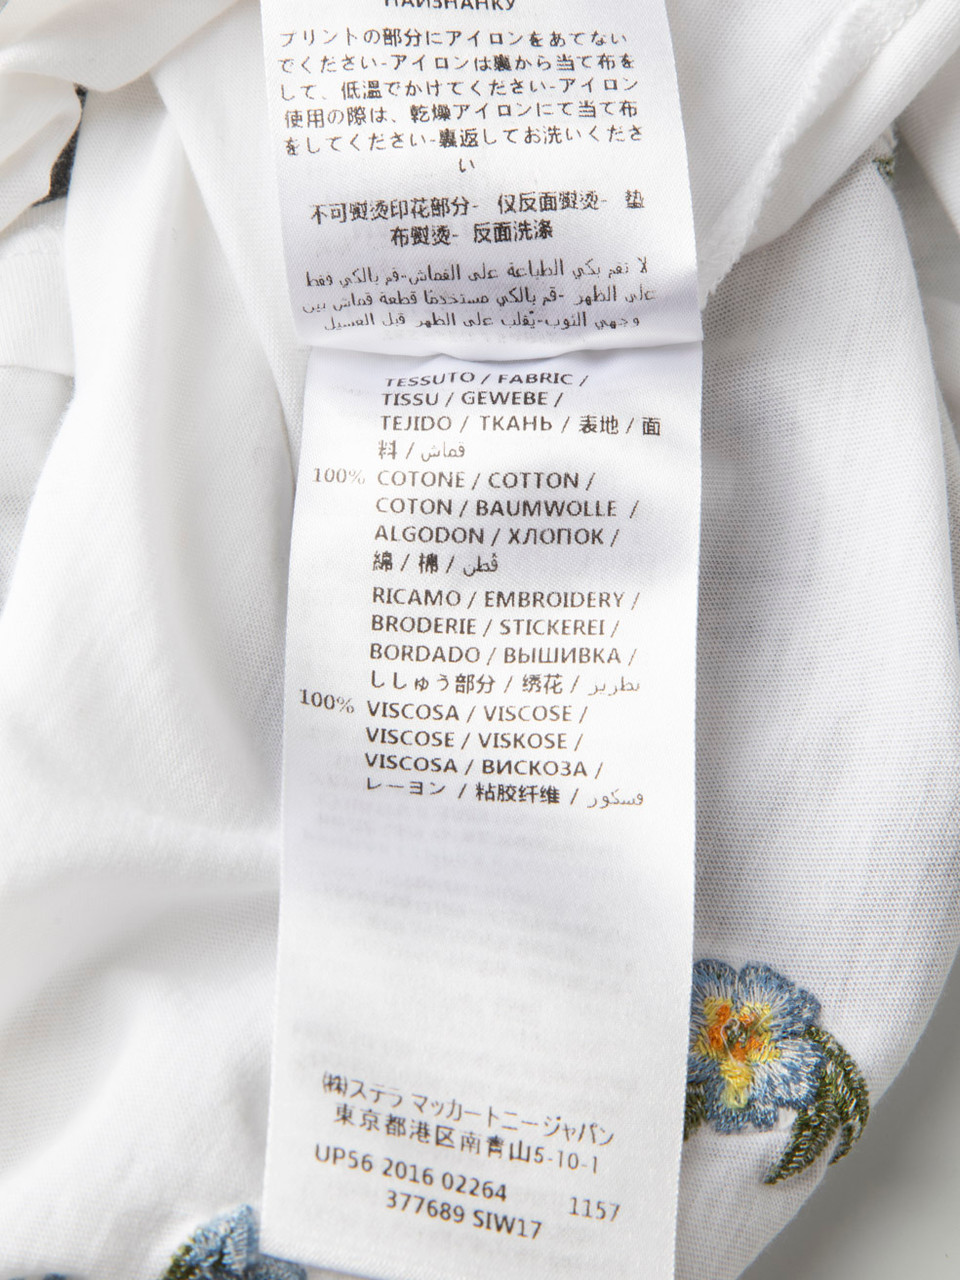 НАИЗНАНКУ
プリントの部分にアイロンをあてない
でください-アイロンは裏から当て布を
して、低温でかけてください-アイロン
使用の際は、乾燥アイロンにて当て布
をしてください-裏返してお洗いくださ
い
不可熨烫印花部分- 仅反面熨烫- 垫
布熨烫- 反面洗涤
لا تقم بكي الطباعة على القماش-قم بالكي فقط
على الظهر -قم بالكي مستخدمًا قطعة قماش بين
وجهي الثوب-يُقلب على الظهر قبل الغسيل
TESSUTO / FABRIC /
TISSU / GEWEBE /
TEJIDO / ТКАНЬ / 表地 / 面
料 / قماش
100% COTONE / COTTON /
COTON / BAUMWOLLE /
ALGODON / ХЛОПОК /
綿 / 棉 / قطن
RICAMO / EMBROIDERY /
BRODERIE / STICKEREI /
BORDADO / ВЫШИВКА /
ししゅう部分 / 绣花 / تطريز
100% VISCOSA / VISCOSE /
VISCOSE / VISKOSE /
VISCOSA / ВИСКОЗА /
レーヨン / 粘胶纤维 / فسكوز
(株)ステラ マッカートニージャパン
東京都港区南青山5-10-1
UP56 2016 02264 1157
377689 SIW17